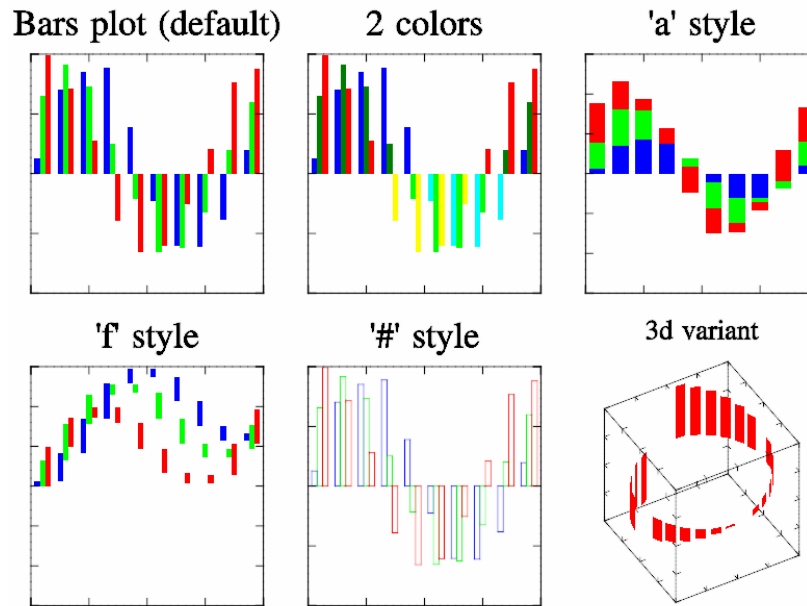 Bars plot (default)
2 colors
'a' style
'f' style
'#' style
3d variant